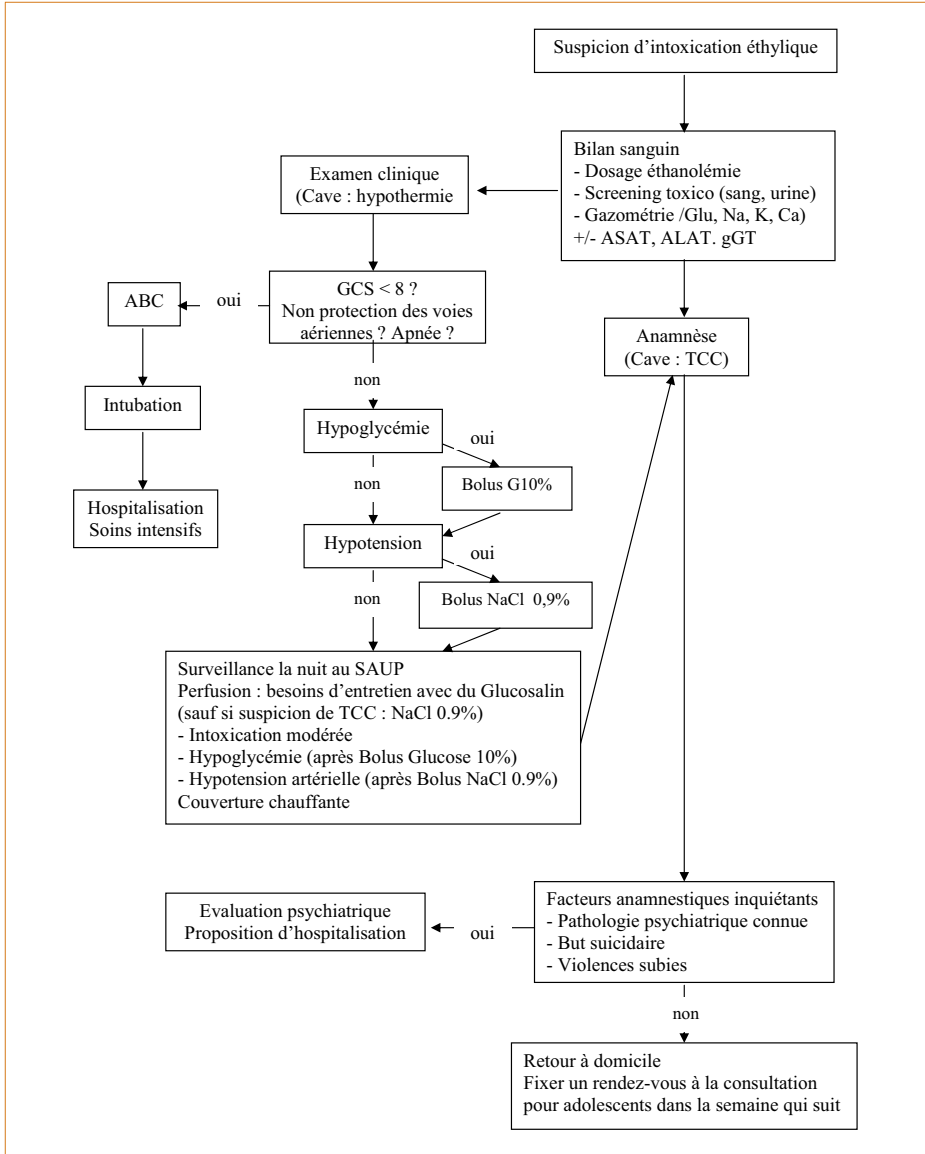 Suspicion d'intoxication éthylique
Bilan sanguin
- Dosage éthanolémie
- Screening toxico (sang, urine)
- Gazométrie /Glu, Na, K, Ca)
+/- ASAT, ALAT. gGT
Examen clinique
(Cave : hypothermie
GCS < 8 ?
Non protection des voies
aériennes ? Apnée ?
oui
ABC
Intubation
Hospitalisation
Soins intensifs
non
Hypoglycémie
oui
Bolus G10%
non
Hypotension
oui
Bolus NaCl 0,9%
non
Surveillance la nuit au SAUP
Perfusion : besoins d'entretien avec du Glucosalin
(sauf si suspicion de TCC : NaCl 0.9%)
- Intoxication modérée
- Hypoglycémie (après Bolus Glucose 10%)
- Hypotension artérielle (après Bolus NaCl 0.9%)
Couverture chauffante
Anamnèse
(Cave : TCC)
Facteurs anamnestiques inquiétants
- Pathologie psychiatrique connue
- But suicidaire
- Violences subies
oui
Evaluation psychiatrique
Proposition d'hospitalisation
non
Retour à domicile
Fixer un rendez-vous à la consultation
pour adolescents dans la semaine qui suit